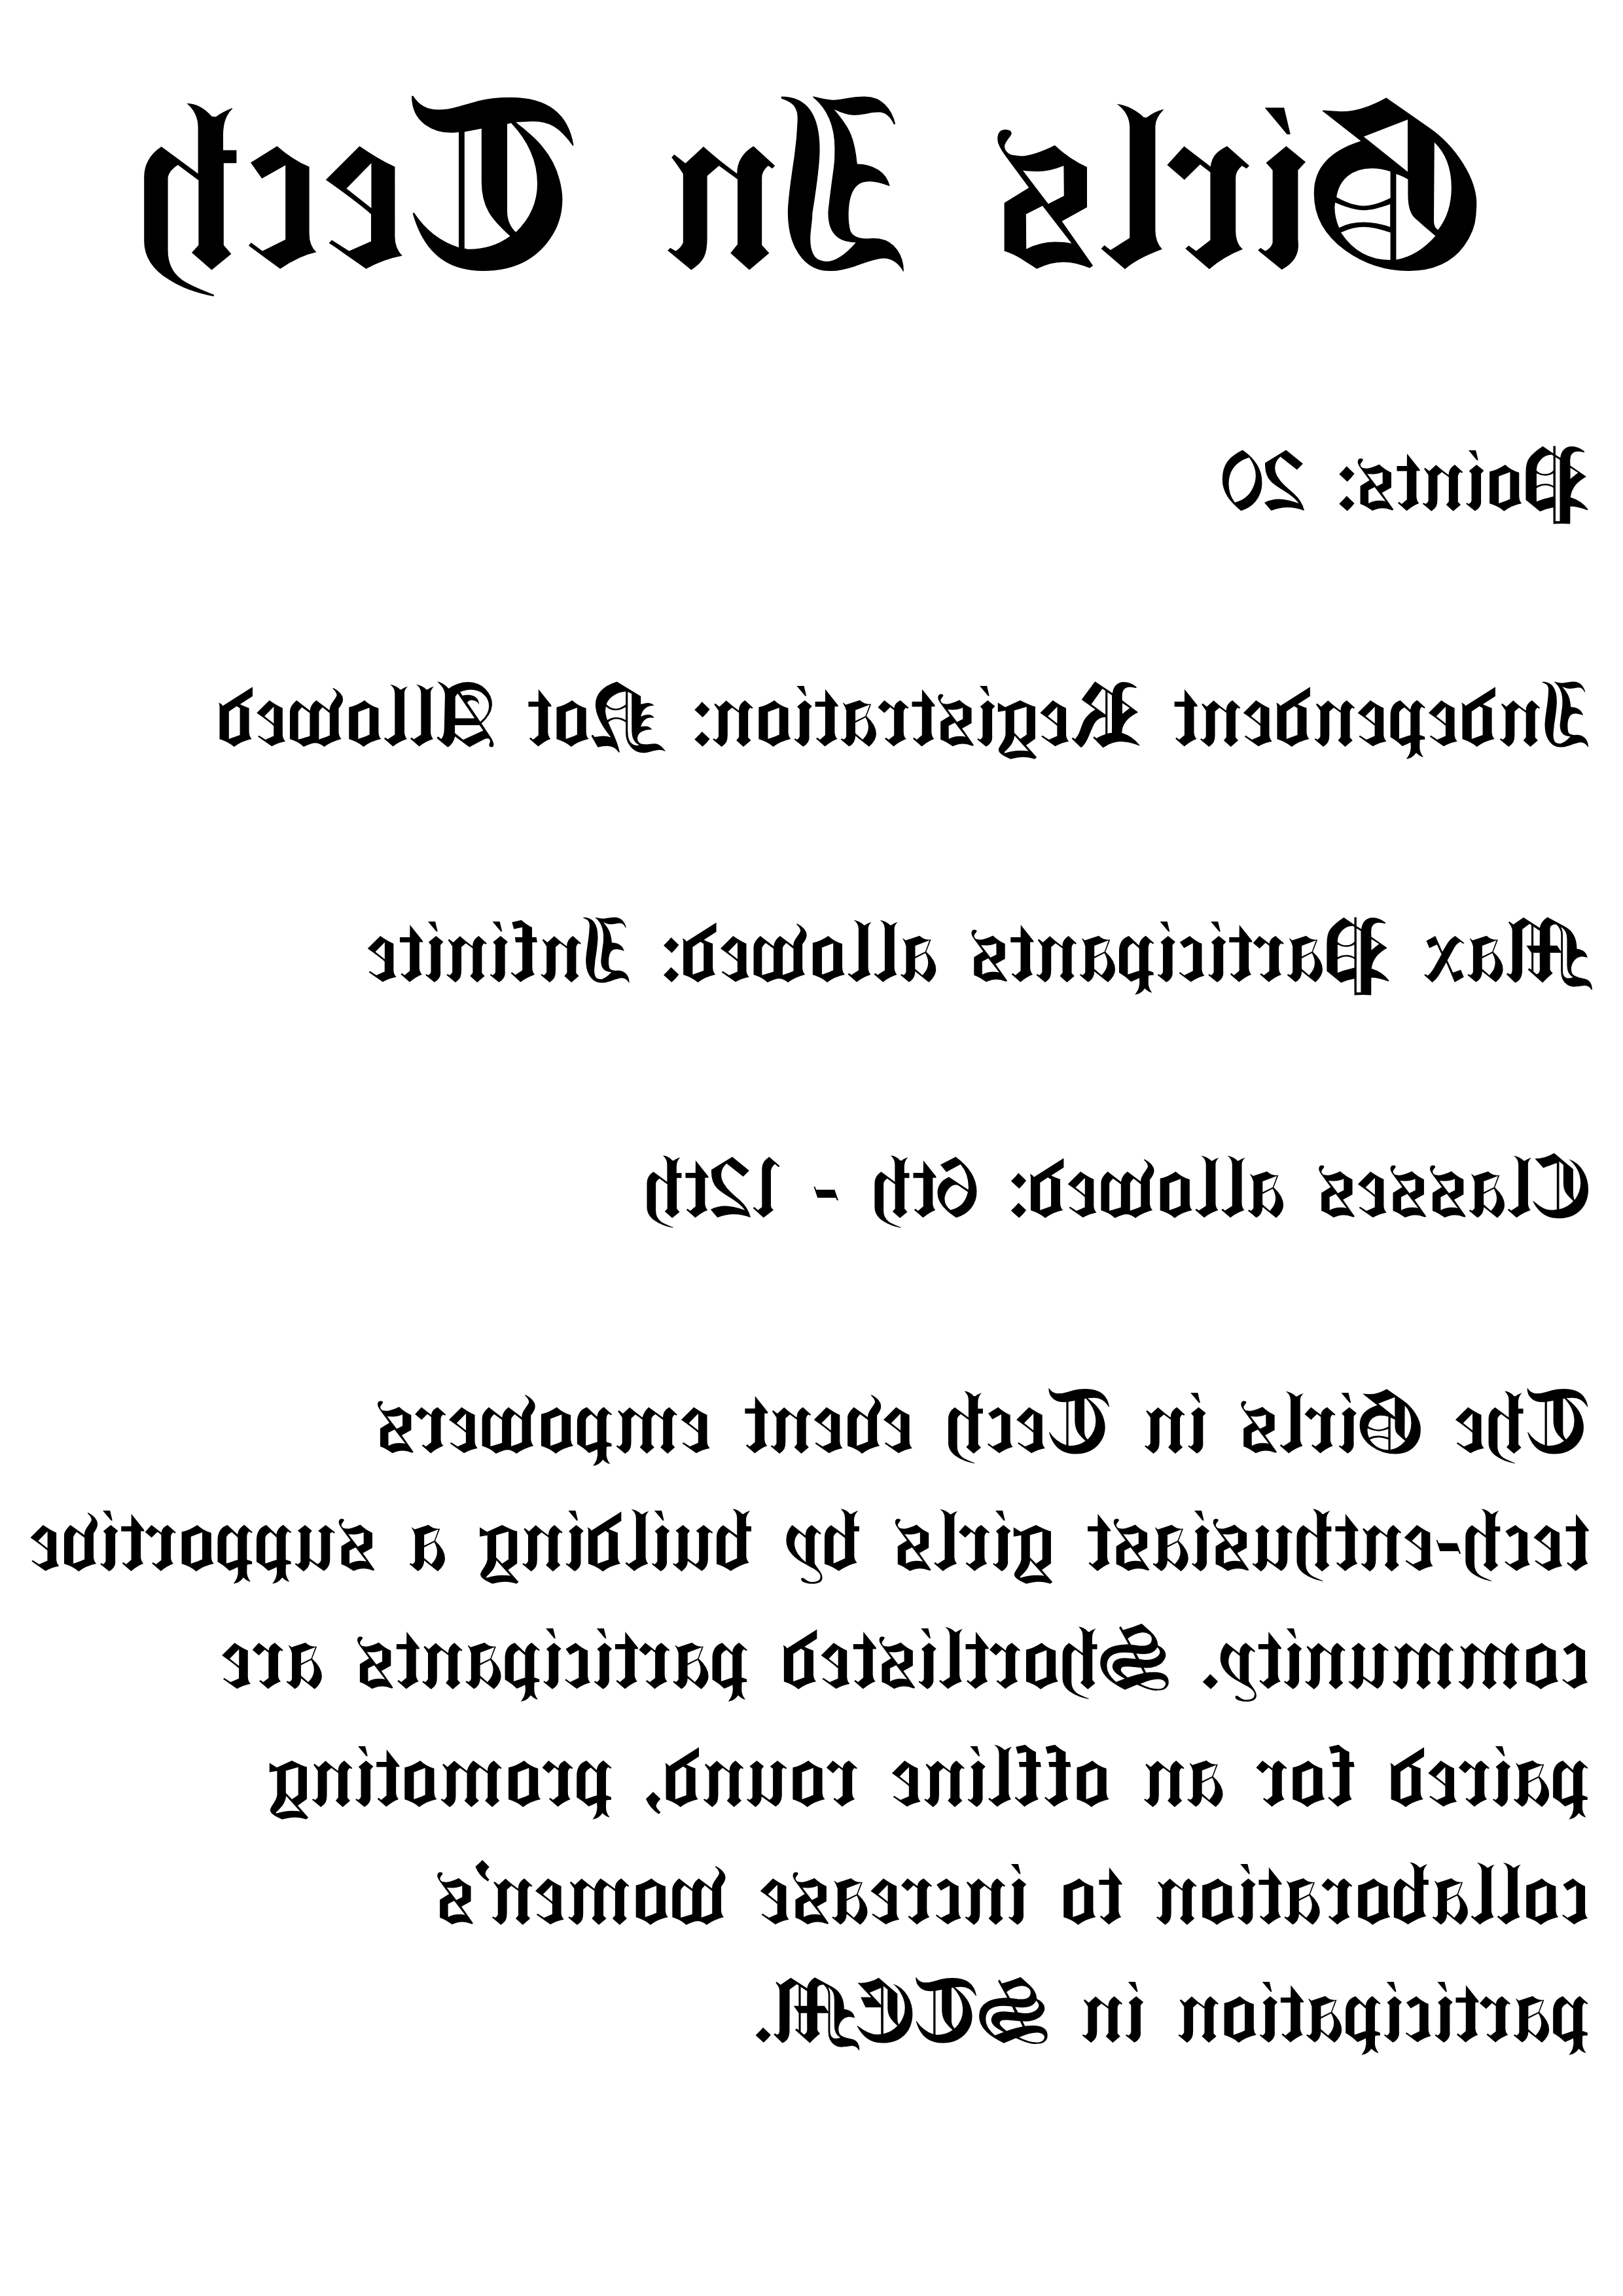 Girls In Tech
Points: 20
Independent Registration: Not Allowed
Max Participants allowed: Infinite
Classes allowed: 6th - 12th
The Girls in Tech event empowers
tech-enthusiast girls by building a supportive
community. Shortlisted participants are
paired for an offline round, promoting
collaboration to increase women's
participation in STEM.